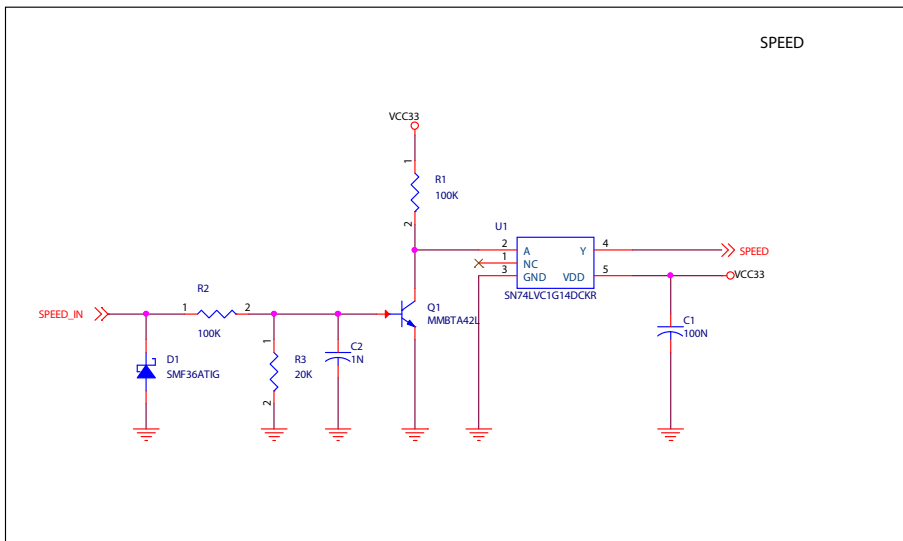 SPEED
VCC33
1
R1
100K
2
U1
2 A Y 4
1 NC
3 GND VDD 5
SN74LVC1G14DCKR
SPEED
VCC33
C1
100N
SPEED_IN
R2
1 2
100K
Q1
MMBTA42L
D1
SMF36ATIG
1
R3
20K
2
C2
1N